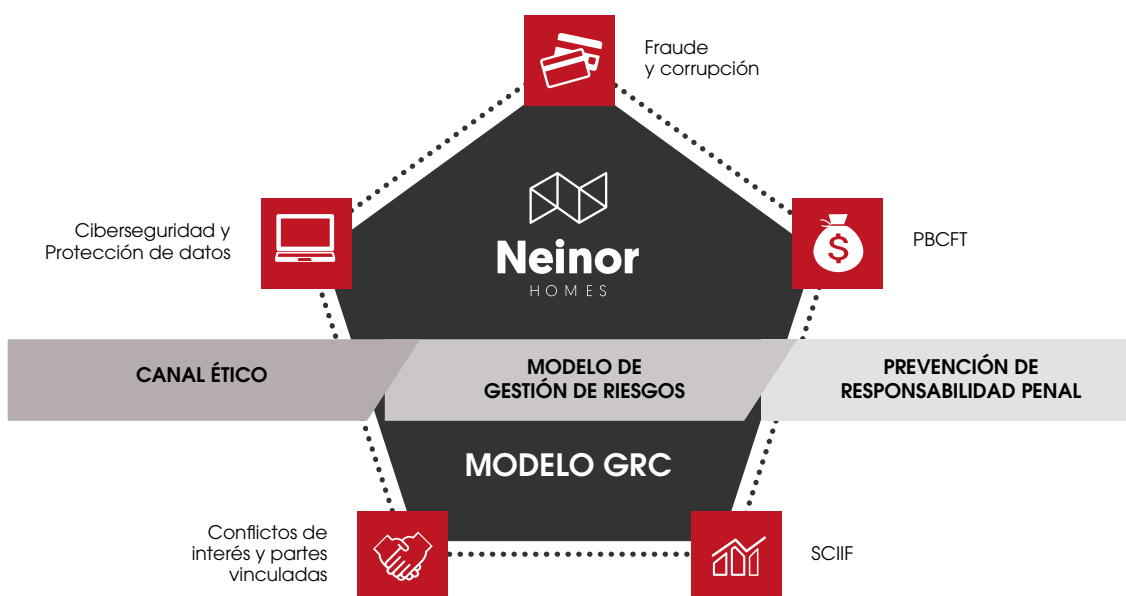 Fraude
y corrupción
Ciberseguridad y
Protección de datos
$
PBCFT
Neinor
HOMES
CANAL ÉTICO
MODELO DE
GESTIÓN DE RIESGOS
PREVENCIÓN DE
RESPONSABILIDAD PENAL
MODELO GRC
Conflictos de
interés y partes
vinculadas
SCIIF